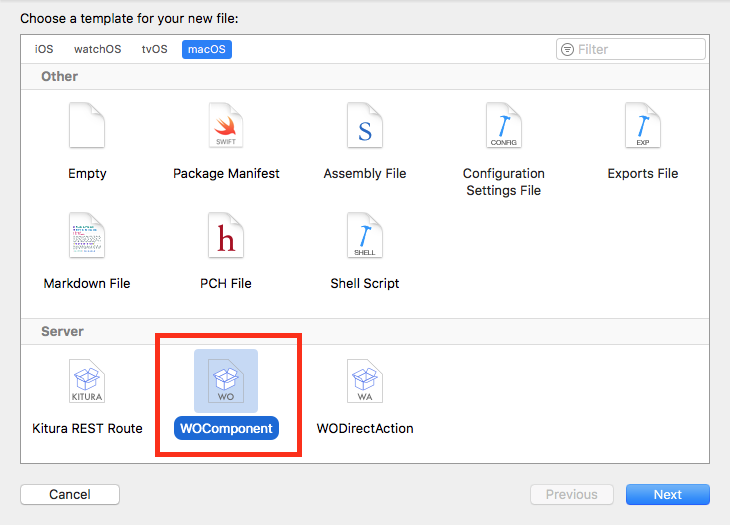 Choose a template for your new file:
iOS watchOS tvOS macOS Filter
Other
SWIFT S CONFIG EXP
Empty Package Manifest Assembly File Configuration Settings File Exports File
h SHELL
Markdown File PCH File Shell Script
Server
KITURA WO WA
Kitura REST Route WOComponent WODirectAction
Cancel Previous Next